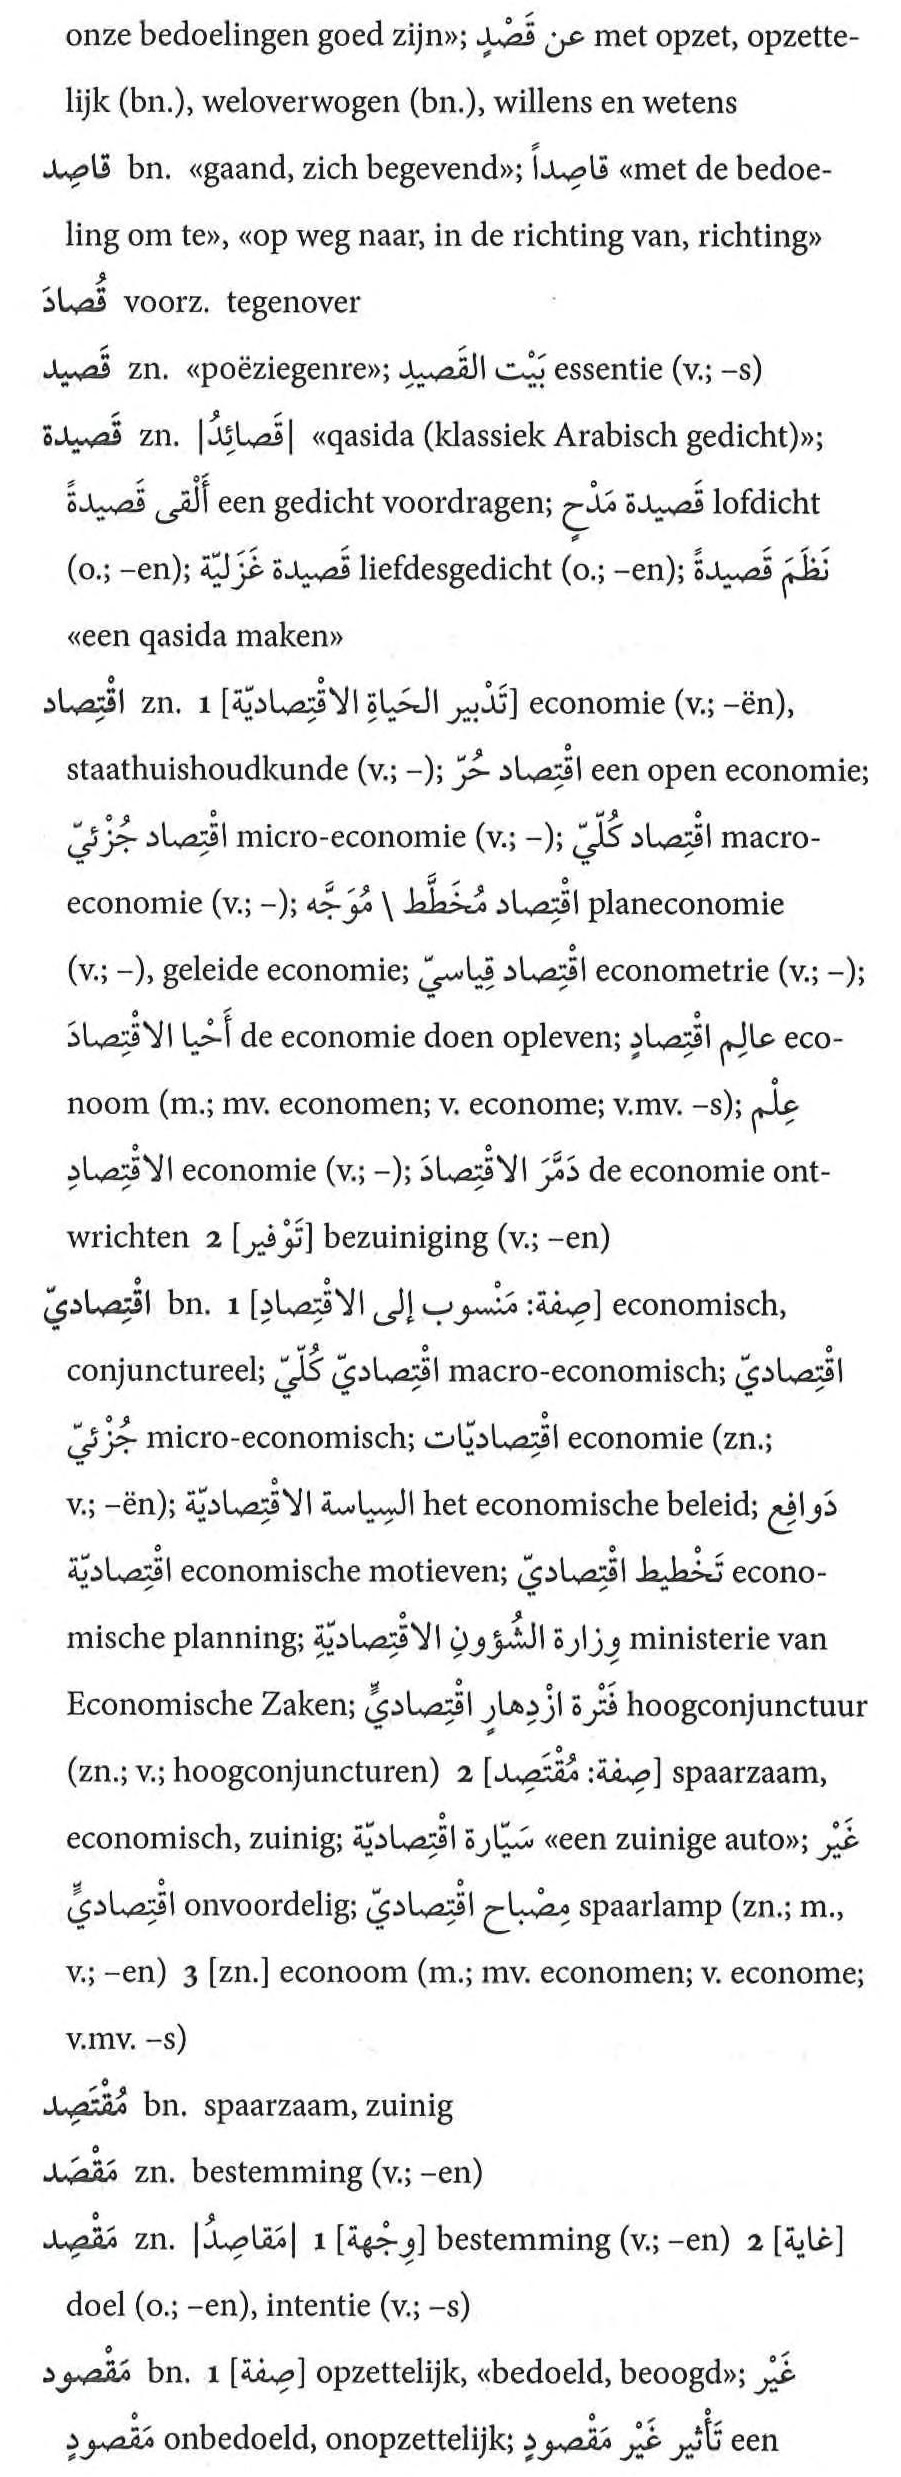 onze bedoelingen goed zijn»; عن قَصْدٍ met opzet, opzette-
lijk (bn.), weloverwogen (bn.), willens en wetens
قاصِد bn. «gaand, zich begevend»; قاصِداً «met de bedoe-
ling om te», «op weg naar, in de richting van, richting»
قُصادَ voorz. tegenover
قَصيد zn. «poëziegenre»; بَيْت القَصيدِ essentie (v.; –s)
قَصيدة zn. |قَصائِدُ| «qasida (klassiek Arabisch gedicht)»;
أَلْقى قَصيدةً een gedicht voordragen; قَصيدة مَدْحٍ lofdicht
(o.; –en); قَصيدة غَزَليّة liefdesgedicht (o.; –en); نَظَمَ قَصيدةً
«een qasida maken»
اقْتِصاد zn. 1 [تَدْبير الحَياةِ الاقْتِصاديّة] economie (v.; –ën),
staathuishoudkunde (v.; –); اقْتِصاد حُرّ een open economie;
اقْتِصاد جُزْئيّ micro-economie (v.; –); اقْتِصاد كُلّيّ macro-
economie (v.; –); اقْتِصاد مُخَطَّط \ مُوَجَّه planeconomie
(v.; –), geleide economie; اقْتِصاد قِياسيّ econometrie (v.; –);
أَحْيا الاقْتِصادَ de economie doen opleven; عالِم اقْتِصادٍ eco-
noom (m.; mv. economen; v. econome; v.mv. –s); عِلْم
الاقْتِصادِ economie (v.; –); دَمَّرَ الاقْتِصادَ de economie ont-
wrichten 2 [تَوْفير] bezuiniging (v.; –en)
اقْتِصاديّ bn. 1 [صِفة: مَنْسوب إلى الاقْتِصادِ] economisch,
conjunctureel; اقْتِصاديّ كُلّيّ macro-economisch; اقْتِصاديّ
جُزْئيّ micro-economisch; اقْتِصاديّات economie (zn.;
v.; –ën); السِياسة الاقْتِصاديّة het economische beleid; دَوافِع
اقْتِصاديّة economische motieven; تَخْطيط اقْتِصاديّ econo-
mische planning; وِزارة الشُؤونِ الاقْتِصاديّةِ ministerie van
Economische Zaken; فَتْرة ازْدِهارٍ اقْتِصاديٍّ hoogconjunctuur
(zn.; v.; hoogconjuncturen) 2 [صِفة: مُقْتَصِد] spaarzaam,
economisch, zuinig; سَيّارة اقْتِصاديّة «een zuinige auto»; غَيْر
اقْتِصاديٍّ onvoordelig; مِصْباح اقْتِصاديّ spaarlamp (zn.; m.,
v.; –en) 3 [zn.] econoom (m.; mv. economen; v. econome;
v.mv. –s)
مُقْتَصِد bn. spaarzaam, zuinig
مَقْصَد zn. bestemming (v.; –en)
مَقْصِد zn. |مَقاصِدُ| 1 [وِجْهة] bestemming (v.; –en) 2 [غاية]
doel (o.; –en), intentie (v.; –s)
مَقْصود bn. 1 [صِفة] opzettelijk, «bedoeld, beoogd»; غَيْر
مَقْصودٍ onbedoeld, onopzettelijk; تَأْثير غَيْر مَقْصودٍ een